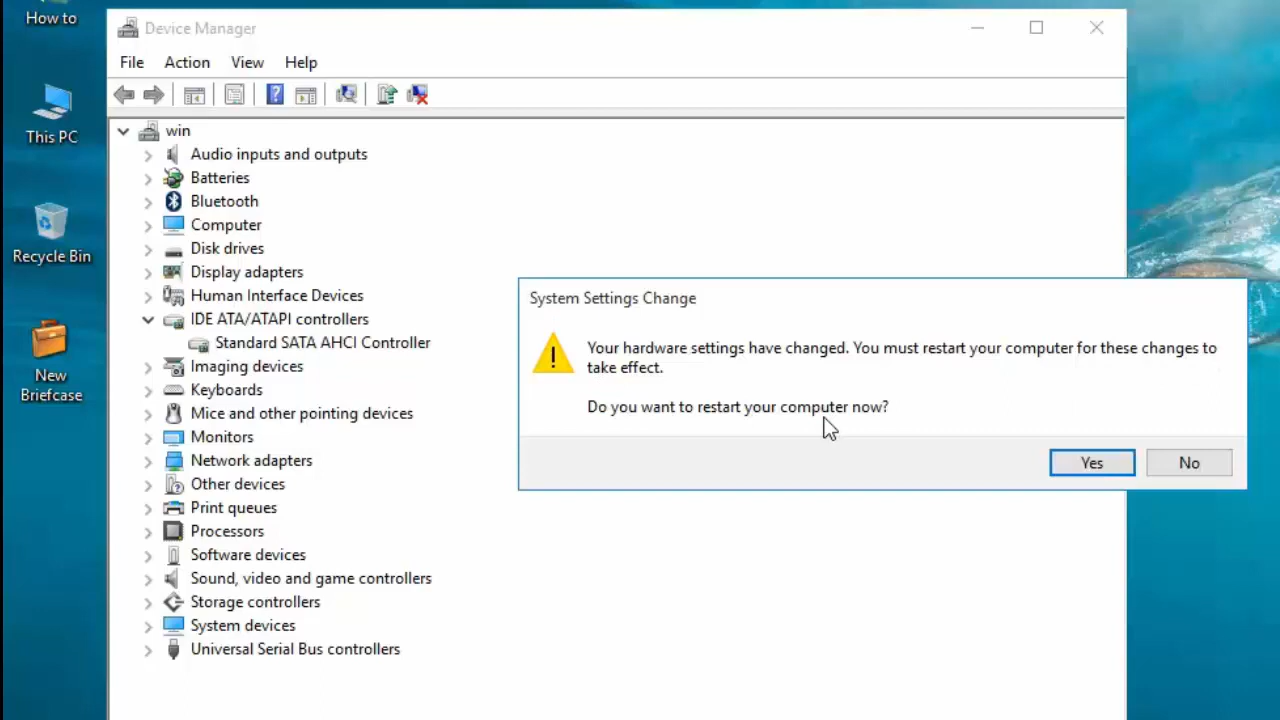 How to
This PC
Recycle Bin
New
Briefcase
Device Manager
File Action View Help
win
Audio inputs and outputs
Batteries
Bluetooth
Computer
Disk drives
Display adapters
Human Interface Devices
IDE ATA/ATAPI controllers
Standard SATA AHCI Controller
Imaging devices
Keyboards
Mice and other pointing devices
Monitors
Network adapters
Other devices
Print queues
Processors
Software devices
Sound, video and game controllers
Storage controllers
System devices
Universal Serial Bus controllers
System Settings Change
Your hardware settings have changed. You must restart your computer for these changes to
take effect.
Do you want to restart your computer now?
Yes No